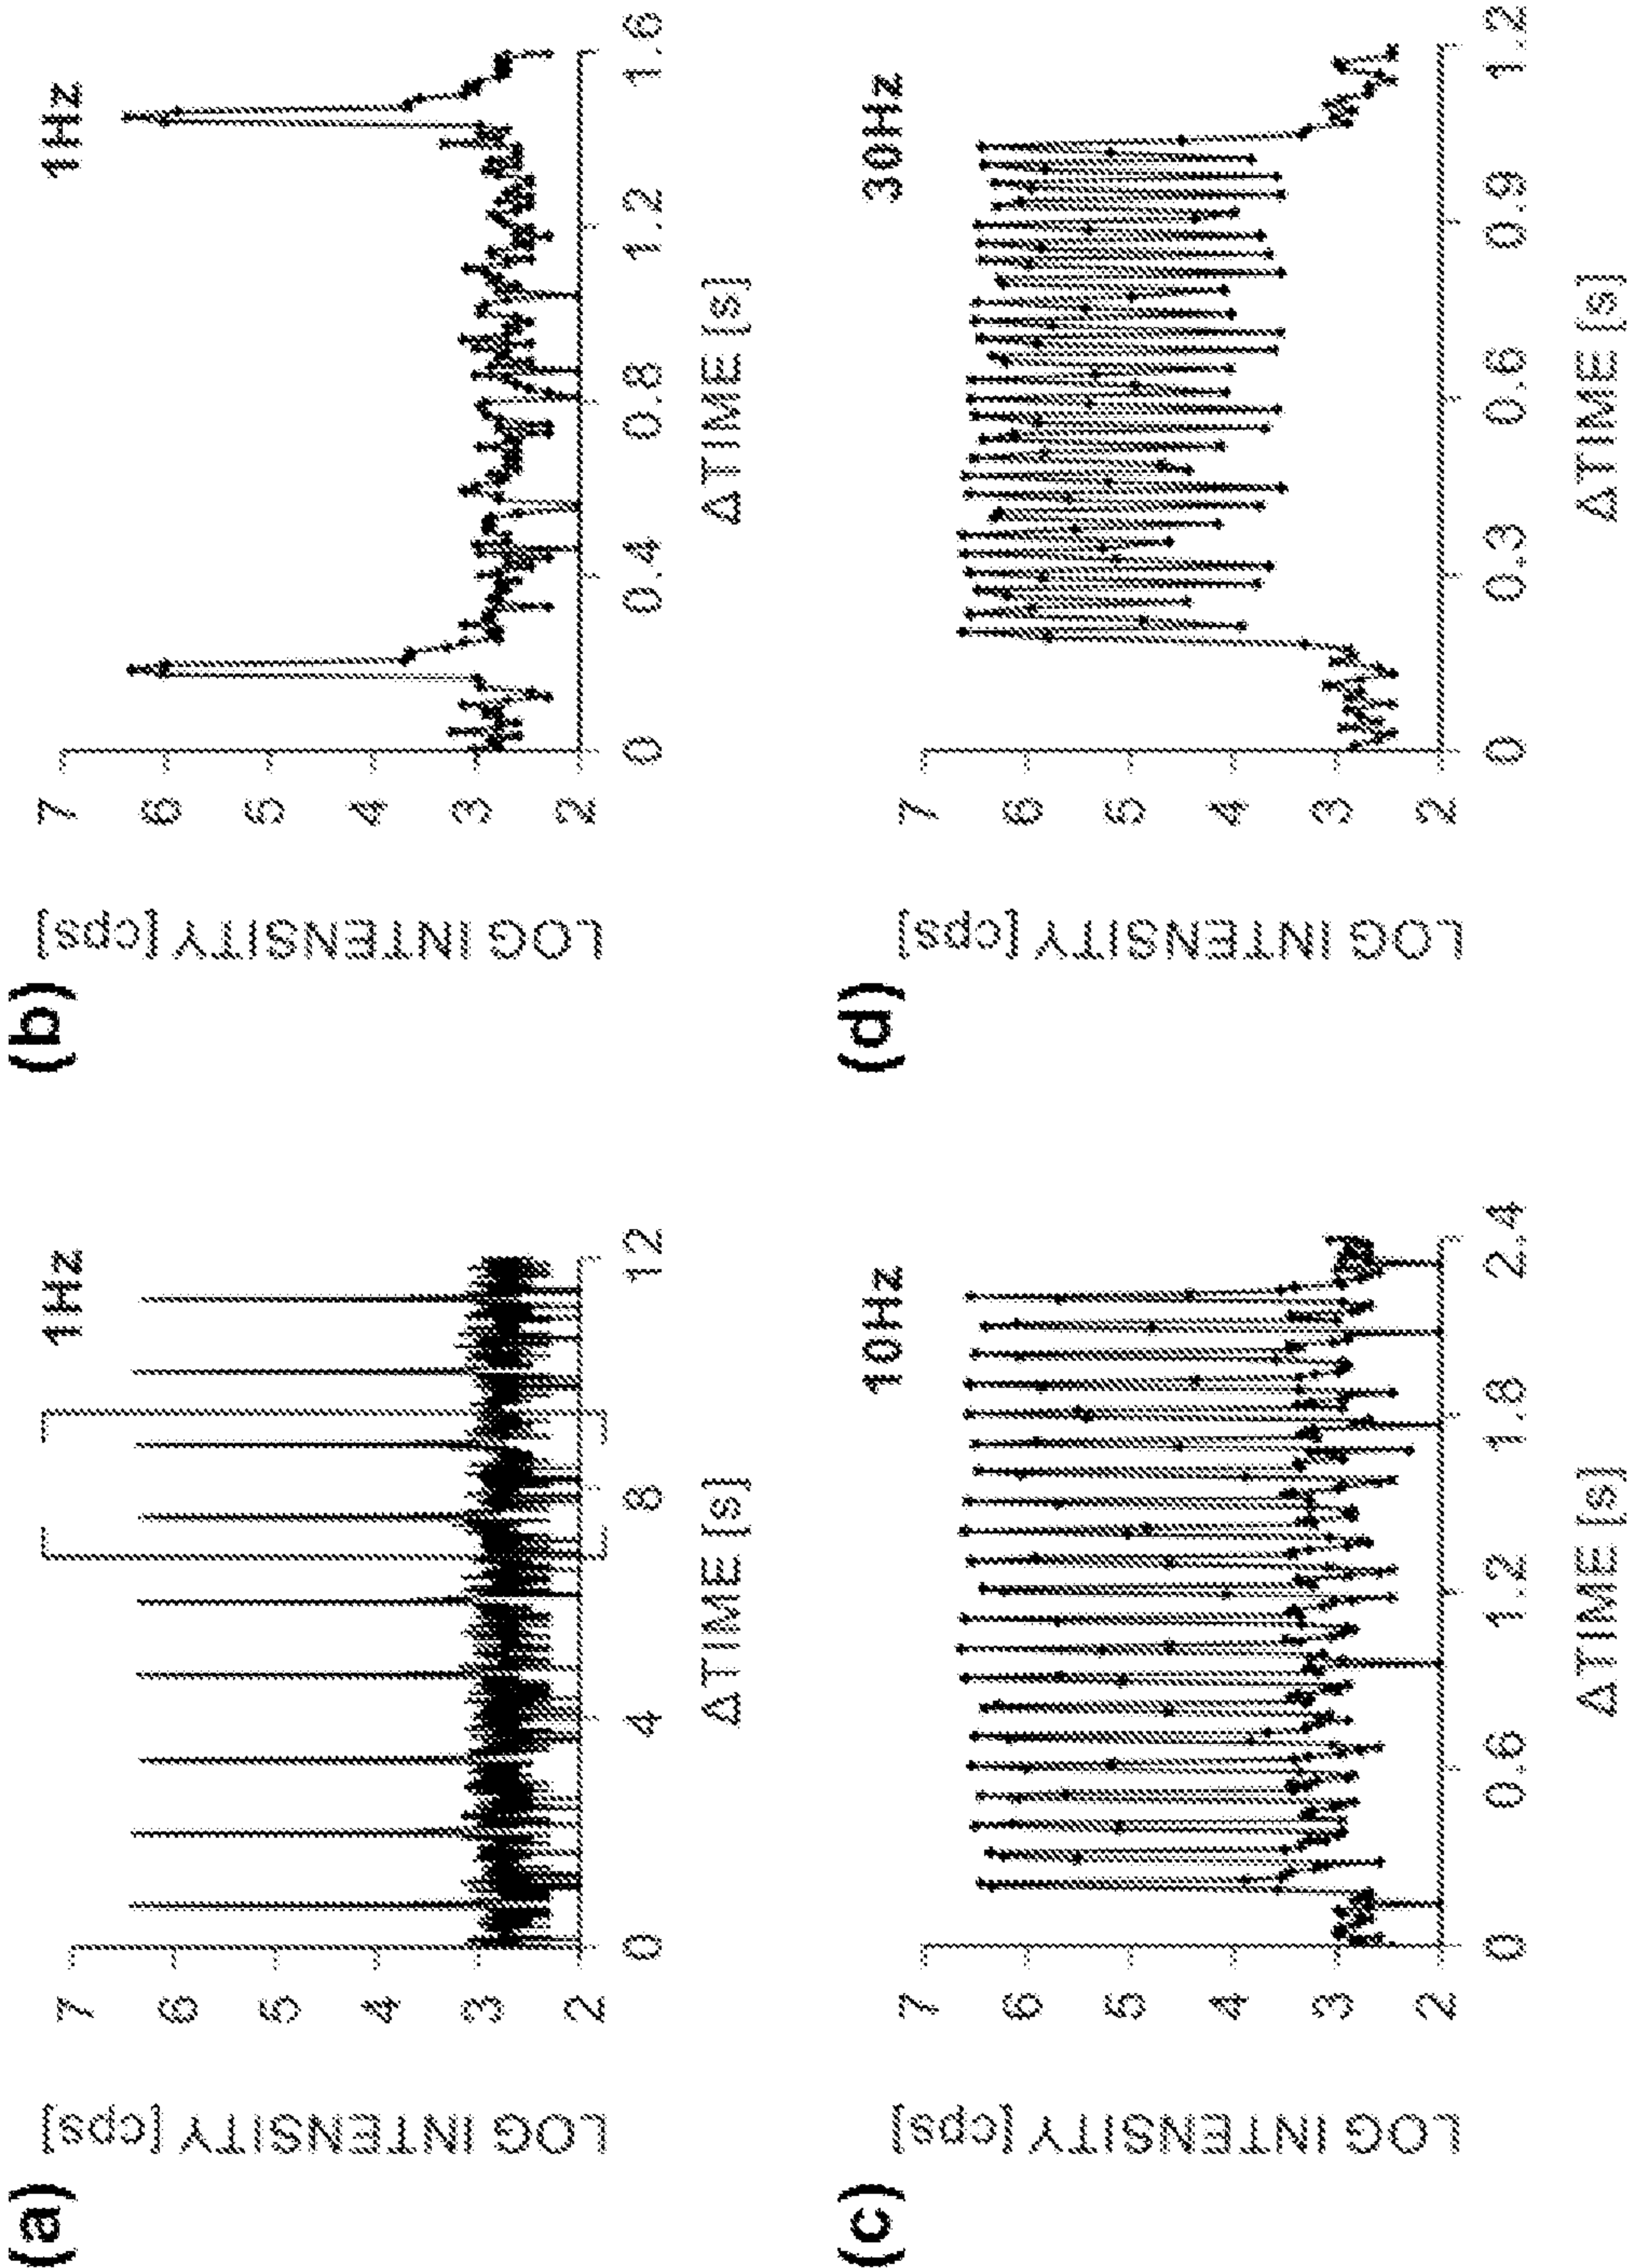 (a)
1Hz
LOG INTENSITY [cps]
7
6
5
4
3
2
0
4
8
12
ΔTIME [s]
(b)
1Hz
LOG INTENSITY [cps]
7
6
5
4
3
2
0
0.4
0.8
1.2
1.6
ΔTIME [s]
(c)
10Hz
LOG INTENSITY [cps]
7
6
5
4
3
2
0
0.6
1.2
1.8
2.4
ΔTIME [s]
(d)
30Hz
LOG INTENSITY [cps]
7
6
5
4
3
2
0
0.3
0.6
0.9
1.2
ΔTIME [s]